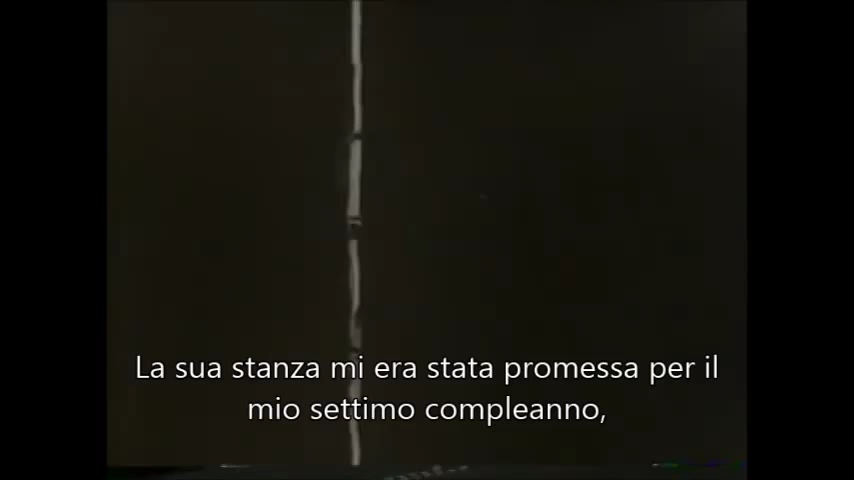 La sua stanza mi era stata promessa per il
mio settimo compleanno,